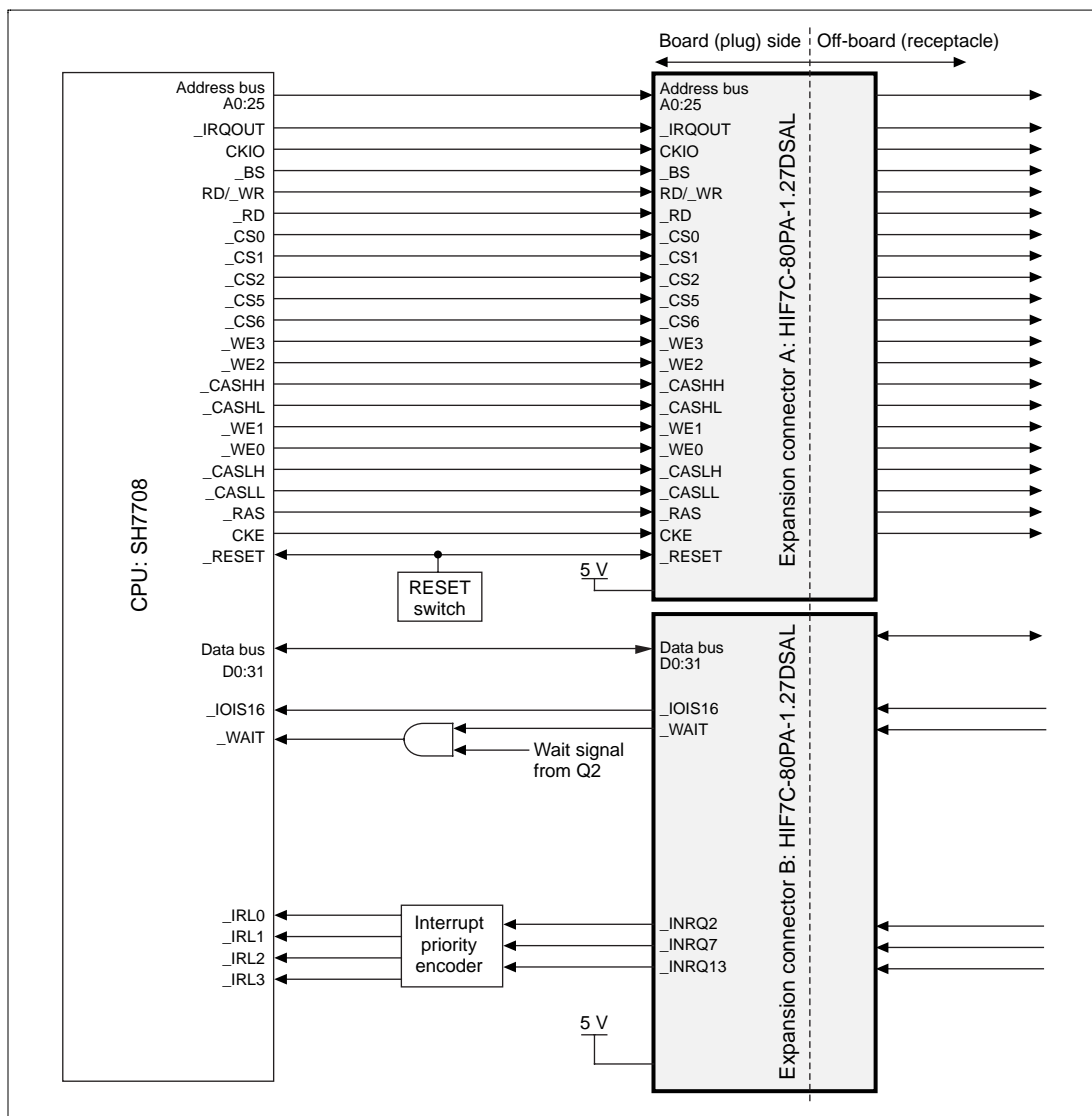 Board (plug) side
Off-board (receptacle)
CPU: SH7708
Address bus
A0:25
_IRQOUT
CKIO
_BS
RD/_WR
_RD
_CS0
_CS1
_CS2
_CS5
_CS6
_WE3
_WE2
_CASHH
_CASHL
_WE1
_WE0
_CASLH
_CASLL
_RAS
CKE
_RESET
RESET
switch
5 V
Address bus
A0:25
_IRQOUT
CKIO
_BS
RD/_WR
_RD
_CS0
_CS1
_CS2
_CS5
_CS6
_WE3
_WE2
_CASHH
_CASHL
_WE1
_WE0
_CASLH
_CASLL
_RAS
CKE
_RESET
Expansion connector A: HIF7C-80PA-1.27DSAL
Data bus
D0:31
_IOIS16
_WAIT
Wait signal
from Q2
_IRL0
_IRL1
_IRL2
_IRL3
Interrupt
priority
encoder
5 V
Data bus
D0:31
_IOIS16
_WAIT
_INRQ2
_INRQ7
_INRQ13
Expansion connector B: HIF7C-80PA-1.27DSAL